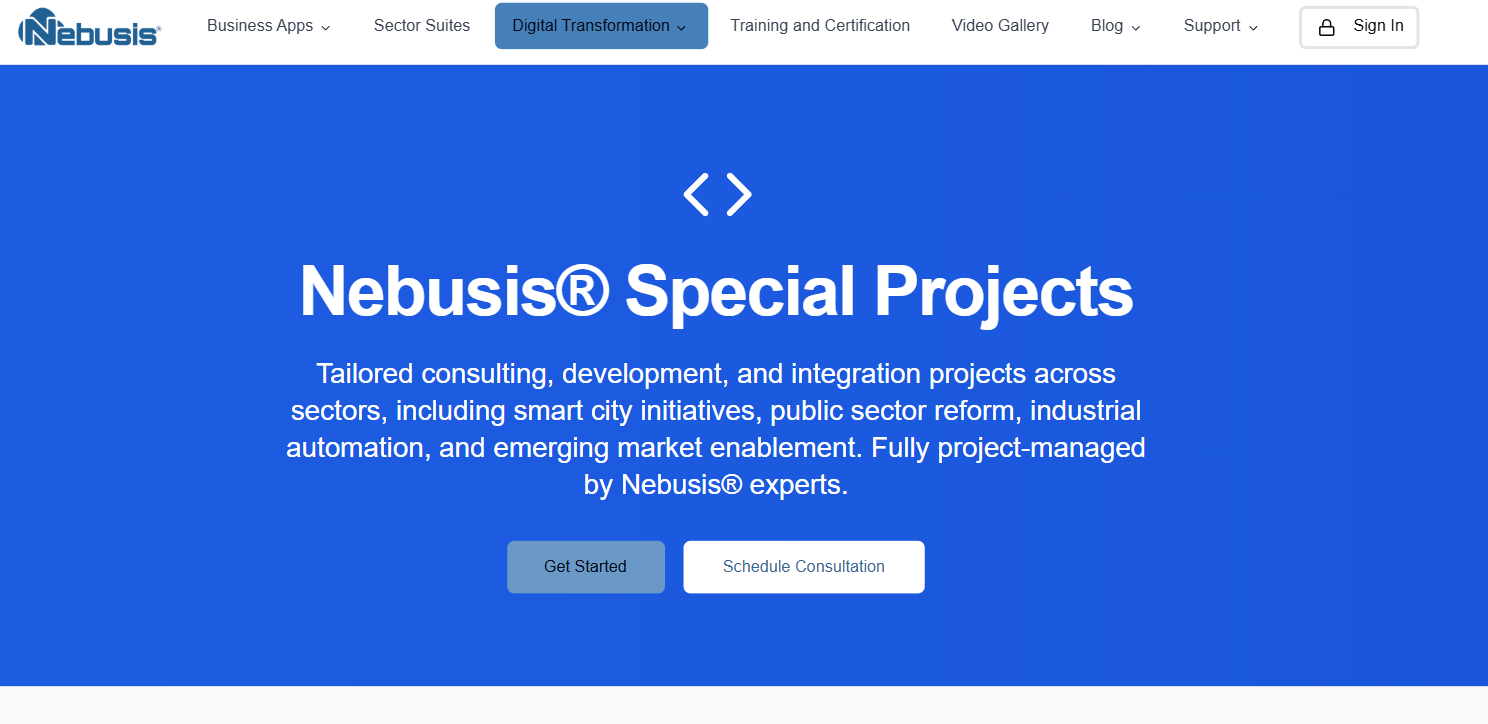 Nebusis®
Business Apps
Sector Suites
Digital Transformation
Training and Certification
Video Gallery
Blog
Support
Sign In
Nebusis® Special Projects
Tailored consulting, development, and integration projects across
sectors, including smart city initiatives, public sector reform, industrial
automation, and emerging market enablement. Fully project-managed
by Nebusis® experts.
Get Started
Schedule Consultation